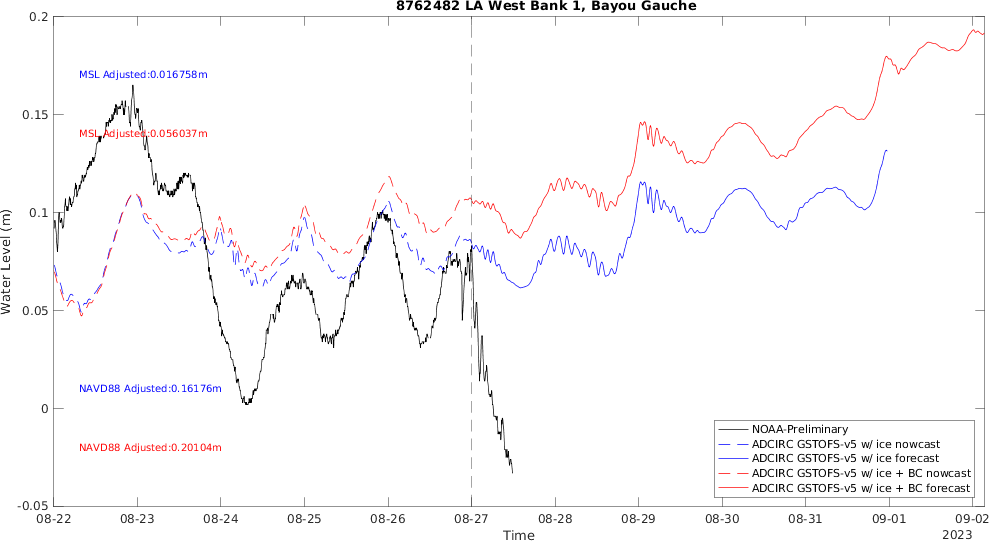 8762482 LA West Bank 1, Bayou Gauche
0.2
MSL Adjusted:0.016758m
0.15
MSL Adjusted:0.056037m
0.1
Water Level (m)
0.05
NAVD88 Adjusted:0.16176m
0
NAVD88 Adjusted:0.20104m
-0.05
NOAA-Preliminary
ADCIRC GSTOFS-v5 w/ ice nowcast
ADCIRC GSTOFS-v5 w/ ice forecast
ADCIRC GSTOFS-v5 w/ ice + BC nowcast
ADCIRC GSTOFS-v5 w/ ice + BC forecast
08-22 08-23 08-24 08-25 08-26 08-27 08-28 08-29 08-30 08-31 09-01 09-02
Time
2023